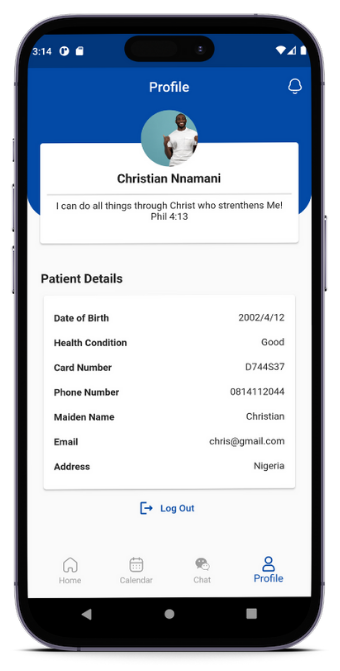 3:14
Profile
Christian Nnamani
I can do all things through Christ who strenthens Me!
Phil 4:13
Patient Details
Date of Birth 2002/4/12
Health Condition Good
Card Number D744S37
Phone Number 0814112044
Maiden Name Christian
Email chris@gmail.com
Address Nigeria
Log Out
Home Calendar Chat Profile